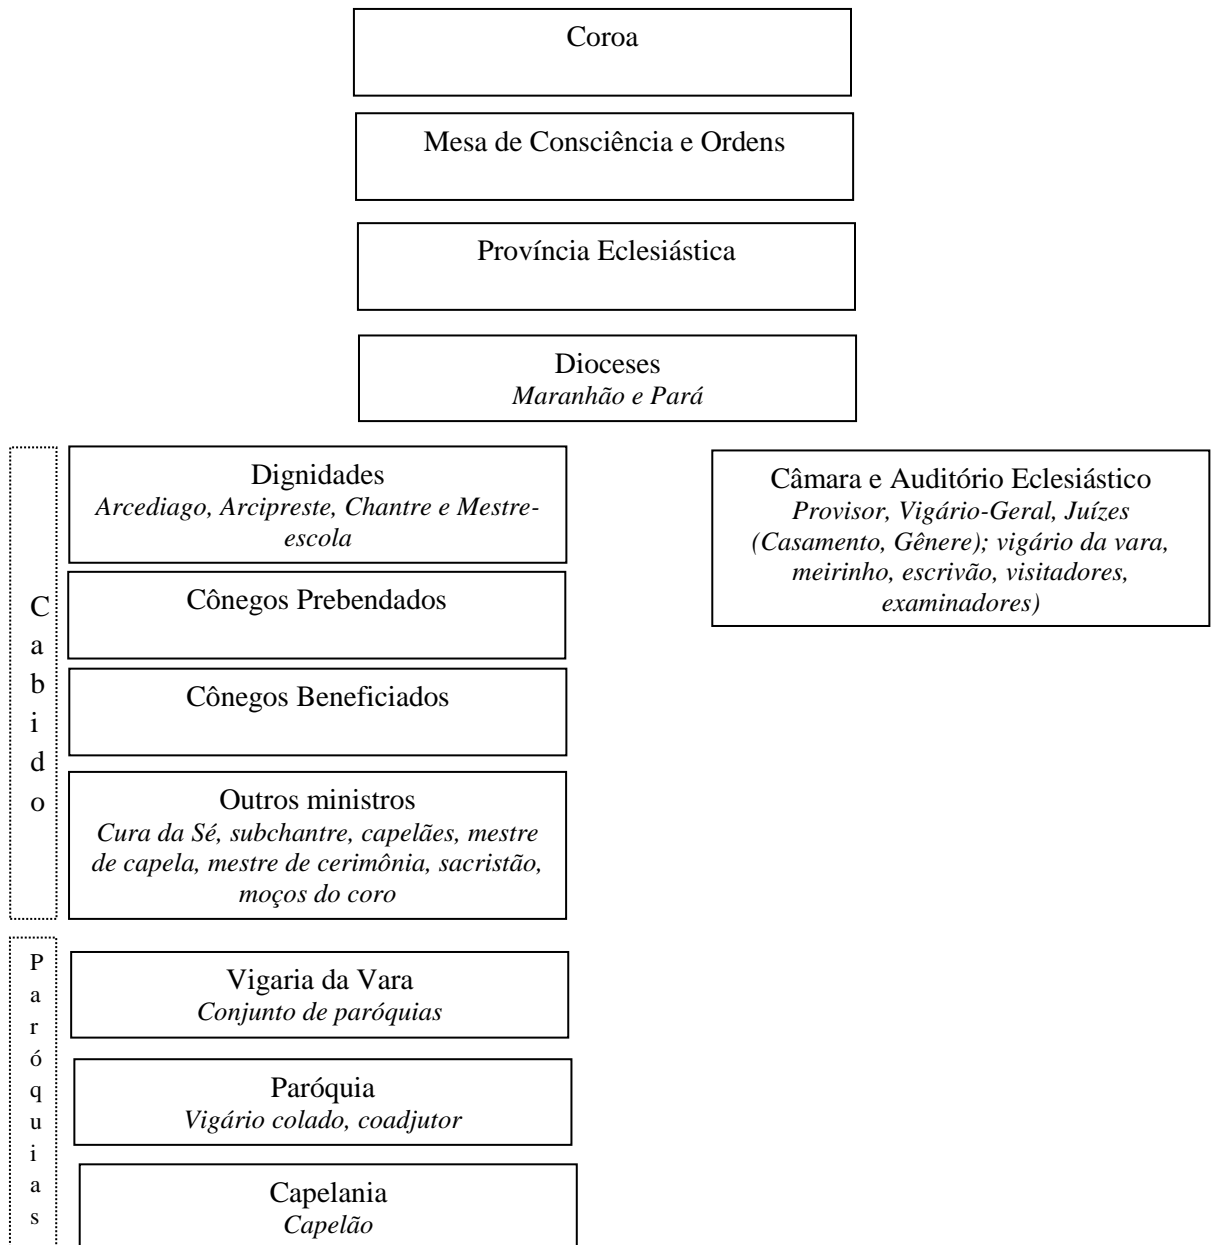 Coroa
Mesa de Consciência e Ordens
Província Eclesiástica
Dioceses
Maranhão e Pará
Cabido
Dignidades
Arcediago, Arcipreste, Chantre e Mestre-
escola
Cônegos Prebendados
Cônegos Beneficiados
Outros ministros
Cura da Sé, subchantre, capelães, mestre
de capela, mestre de cerimônia, sacristão,
moços do coro
Câmara e Auditório Eclesiástico
Provisor, Vigário-Geral, Juízes
(Casamento, Gênere); vigário da vara,
meirinho, escrivão, visitadores,
examinadores)
Paróquias
Vigaria da Vara
Conjunto de paróquias
Paróquia
Vigário colado, coadjutor
Capelania
Capelão